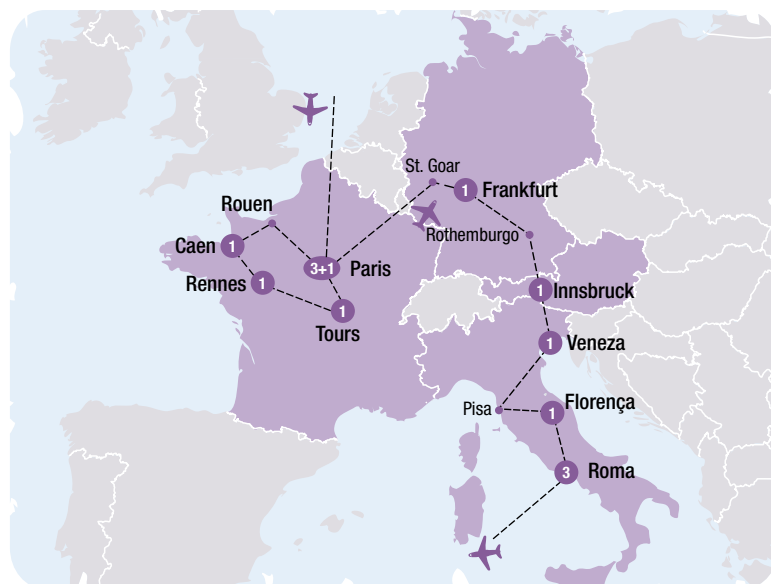 St. Goar
1
Frankfurt
Rouen
Rothemburgo
Caen
1
3+1
Paris
Rennes
1
1
Innsbruck
1
Tours
1
Veneza
Pisa
1
Florença
3
Roma